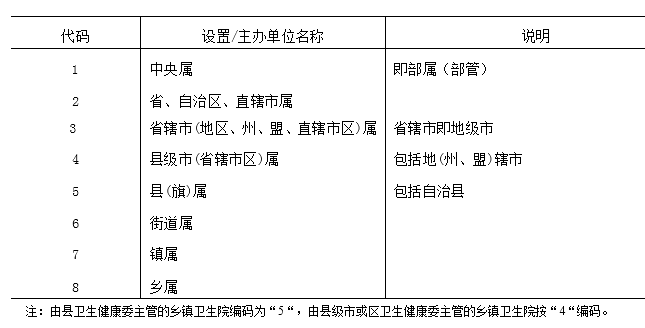 代码 设置/主办单位名称 说明
1 中央属 即部属（部管）
2 省、自治区、直辖市属
3 省辖市(地区、州、盟、直辖市区)属 省辖市即地级市
4 县级市(省辖市区)属 包括地(州、盟)辖市
5 县(旗)属 包括自治县
6 街道属
7 镇属
8 乡属
注：由县卫生健康委主管的乡镇卫生院编码为“5“，由县级市或区卫生健康委主管的乡镇卫生院按“4“编码。